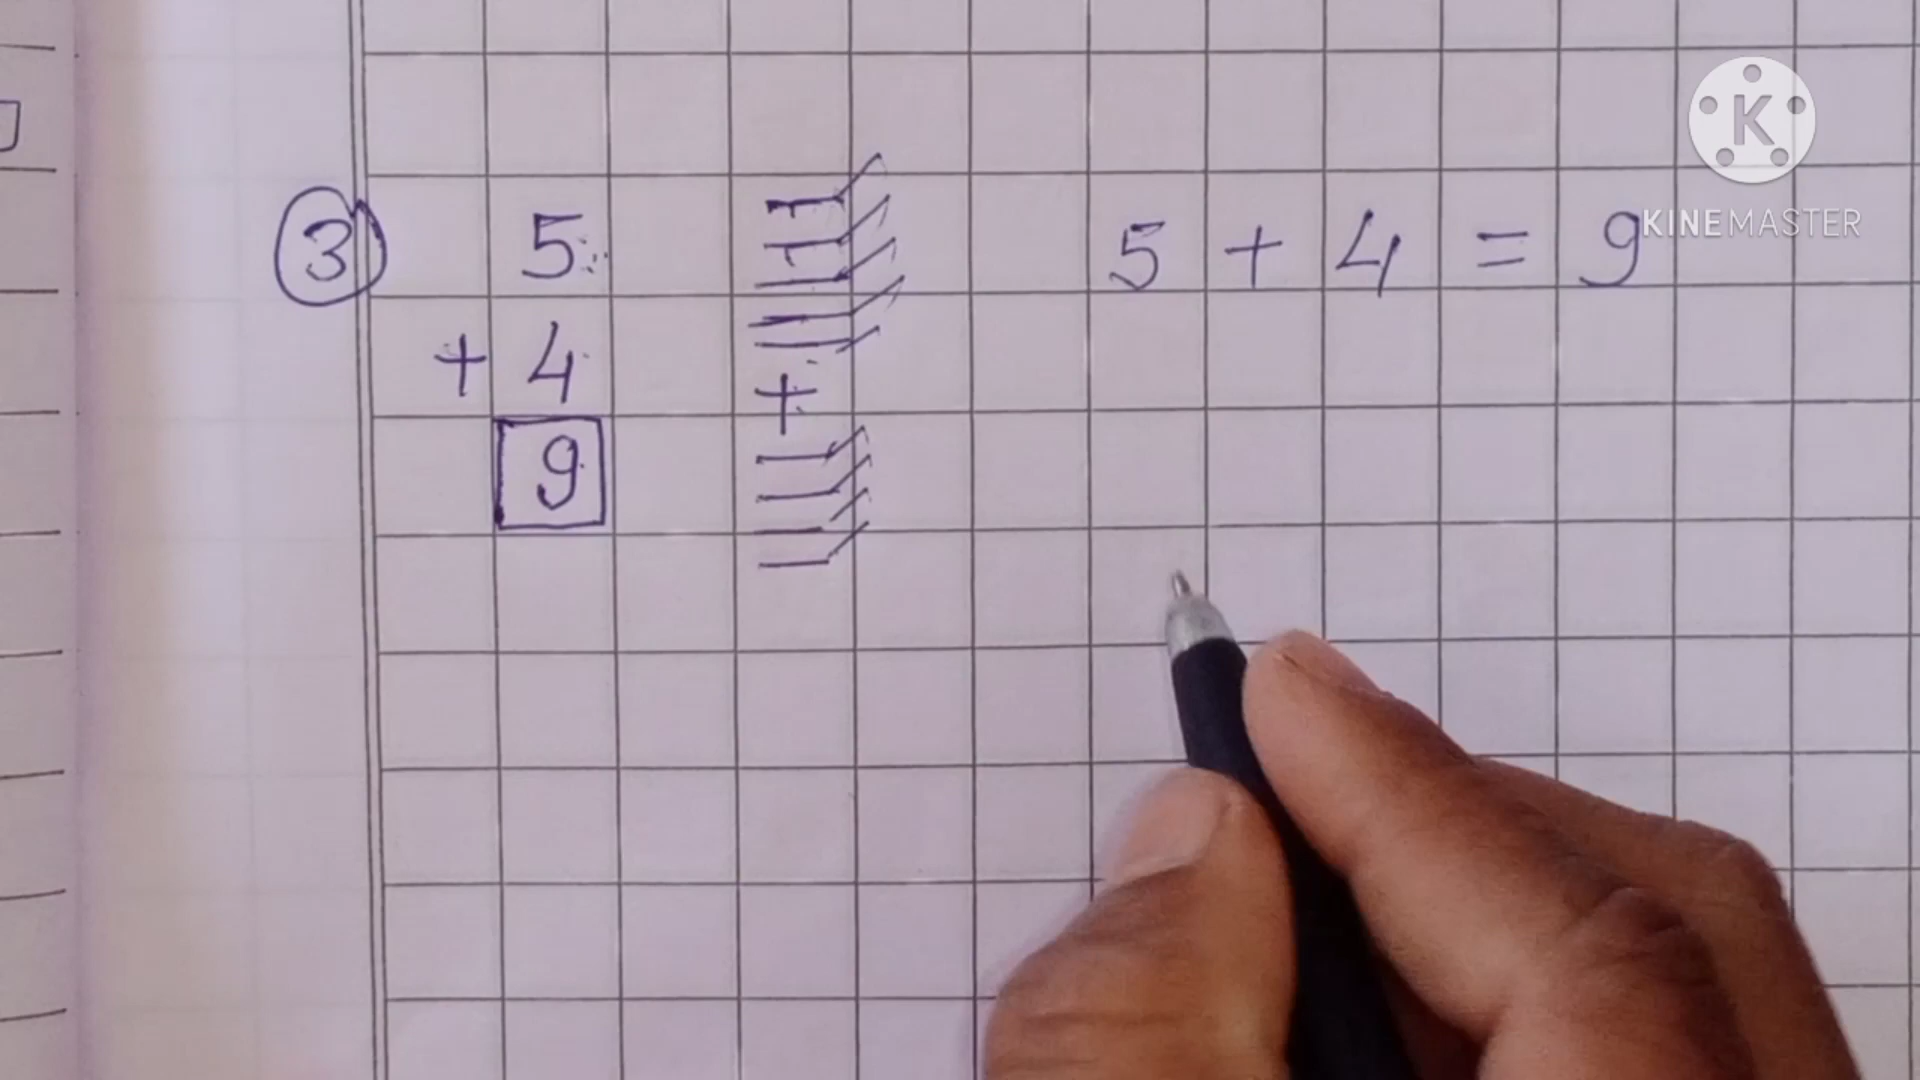 ③ 5 5 + 4 = 9
+ 4
+
9
K
KINEMASTER